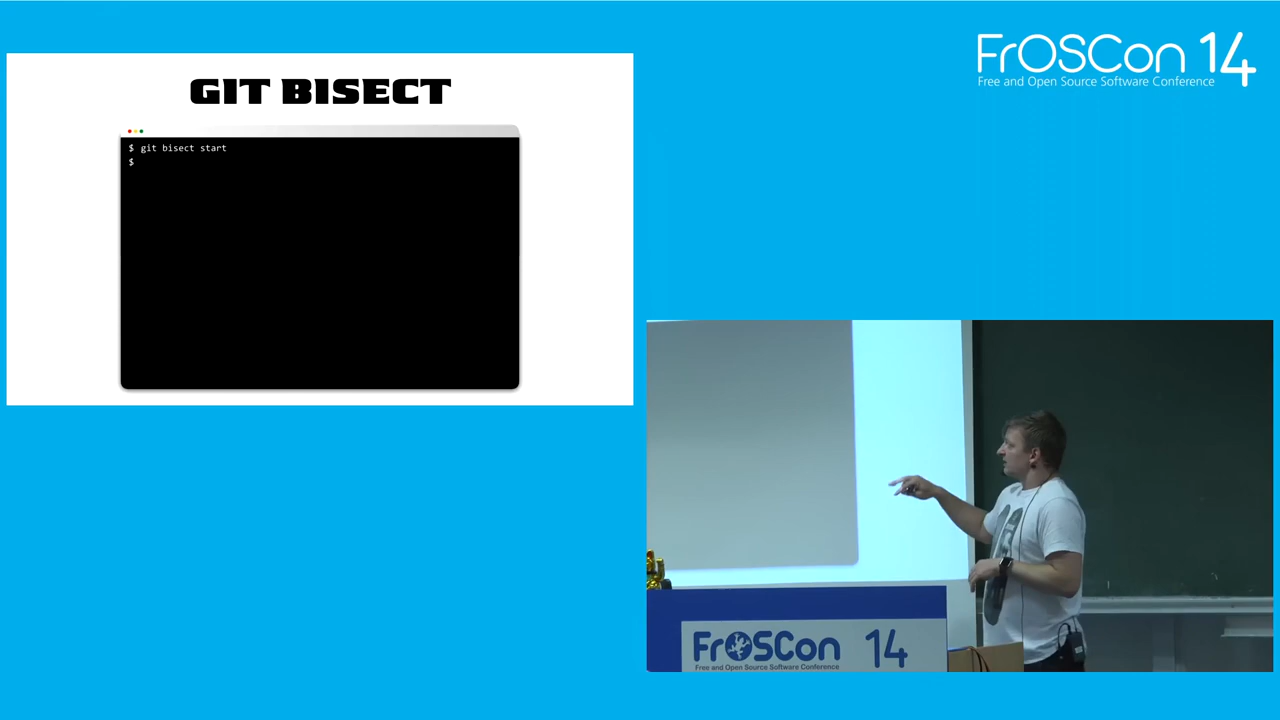 GIT BISECT
$ git bisect start
$
FrOSCon 14
Free and Open Source Software Conference
FrOSCon 14
Free and Open Source Software Conference